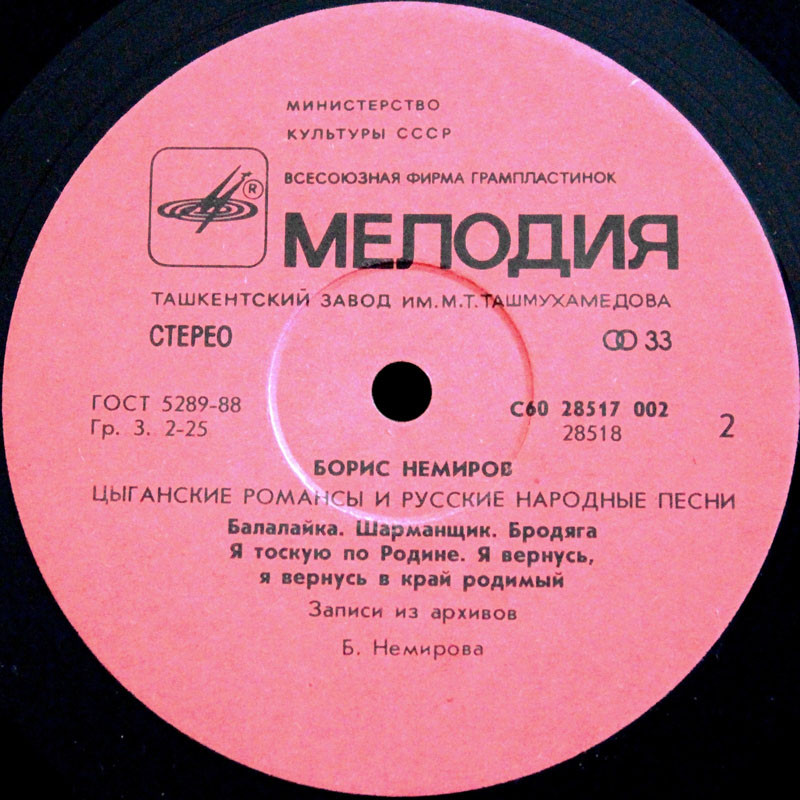 МИНИСТЕРСТВО
КУЛЬТУРЫ СССР
ВСЕСОЮЗНАЯ ФИРМА ГРАМПЛАСТИНОК
®
МЕЛОДИЯ
ТАШКЕНТСКИЙ ЗАВОД ИМ. М. Т. ТАШМУХАМЕДОВА
СТЕРЕО
33
ГОСТ 5289-88
Гр. 3. 2-25
С60 28517 002
28518
2
БОРИС НЕМИРОВ
ЦЫГАНСКИЕ РОМАНСЫ И РУССКИЕ НАРОДНЫЕ ПЕСНИ
Балалайка. Шарманщик. Бродяга
Я тоскую по Родине. Я вернусь,
я вернусь в край родимый
Записи из архивов
Б. Немирова